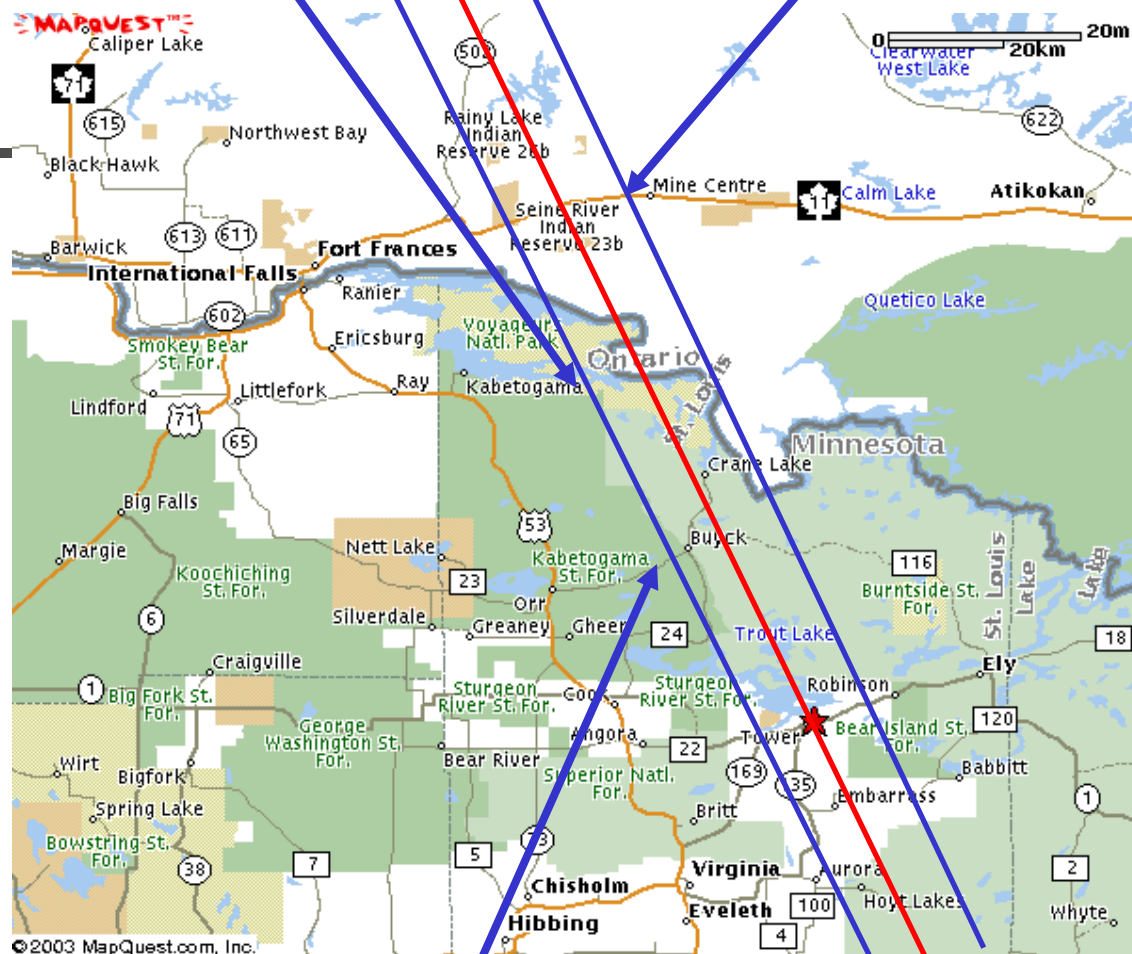 MAPQUEST™
Caliper Lake
502
0
20m
20km
Clearwater
West Lake
71
615
Northwest Bay
Rainy Lake
Indian
Reserve 26b
622
Black Hawk
Mine Centre
11
Calm Lake
Atikokan
Seine River
Indian
Reserve 23b
613
611
Barwick
Fort Frances
International Falls
Ranier
Quetico Lake
602
Ericsburg
Voyageurs
Natl. Park
Smokey Bear
St. For.
Ontario
St. Louis
Lindford
Littlefork
Ray
Kabetogama
71
65
Minnesota
Crane Lake
Big Falls
53
Buyck
Margie
Nett Lake
Kabetogama
St. For.
116
Koochiching
St. For.
23
Burntside St.
For.
St. Louis
Lake
Lake
Orr
Silverdale
6
Greaney
Gheen
24
Trout Lake
18
Craigville
Ely
1
Big Fork St.
For.
Sturgeon
River St. For.
Cook
Sturgeon
River St. For.
Robinson
George
Washington St.
For.
Angora
22
Tower
Bear Island St.
For.
120
Wirt
Bigfork
Bear River
Superior Natl.
For.
169
135
Babbitt
Spring Lake
Britt
Embarrass
1
Bowstring St.
For.
38
7
5
73
Virginia
Aurora
2
Chisholm
100
Hoyt Lakes
Hibbing
Eveleth
4
Whyte
©2003 MapQuest.com, Inc.